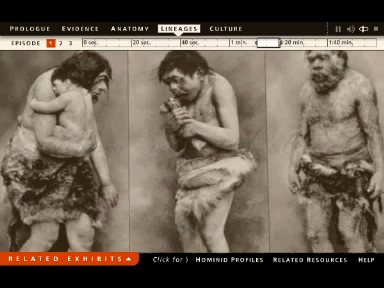 PROLOGUE EVIDENCE ANATOMY LINEAGES CULTURE
EPISODE 1 2 3 0 sec. 20 sec. 40 sec. 1 min. 1:20 min. 1:40 min.
RELATED EXHIBITS Click for ) HOMINID PROFILES RELATED RESOURCES HELP